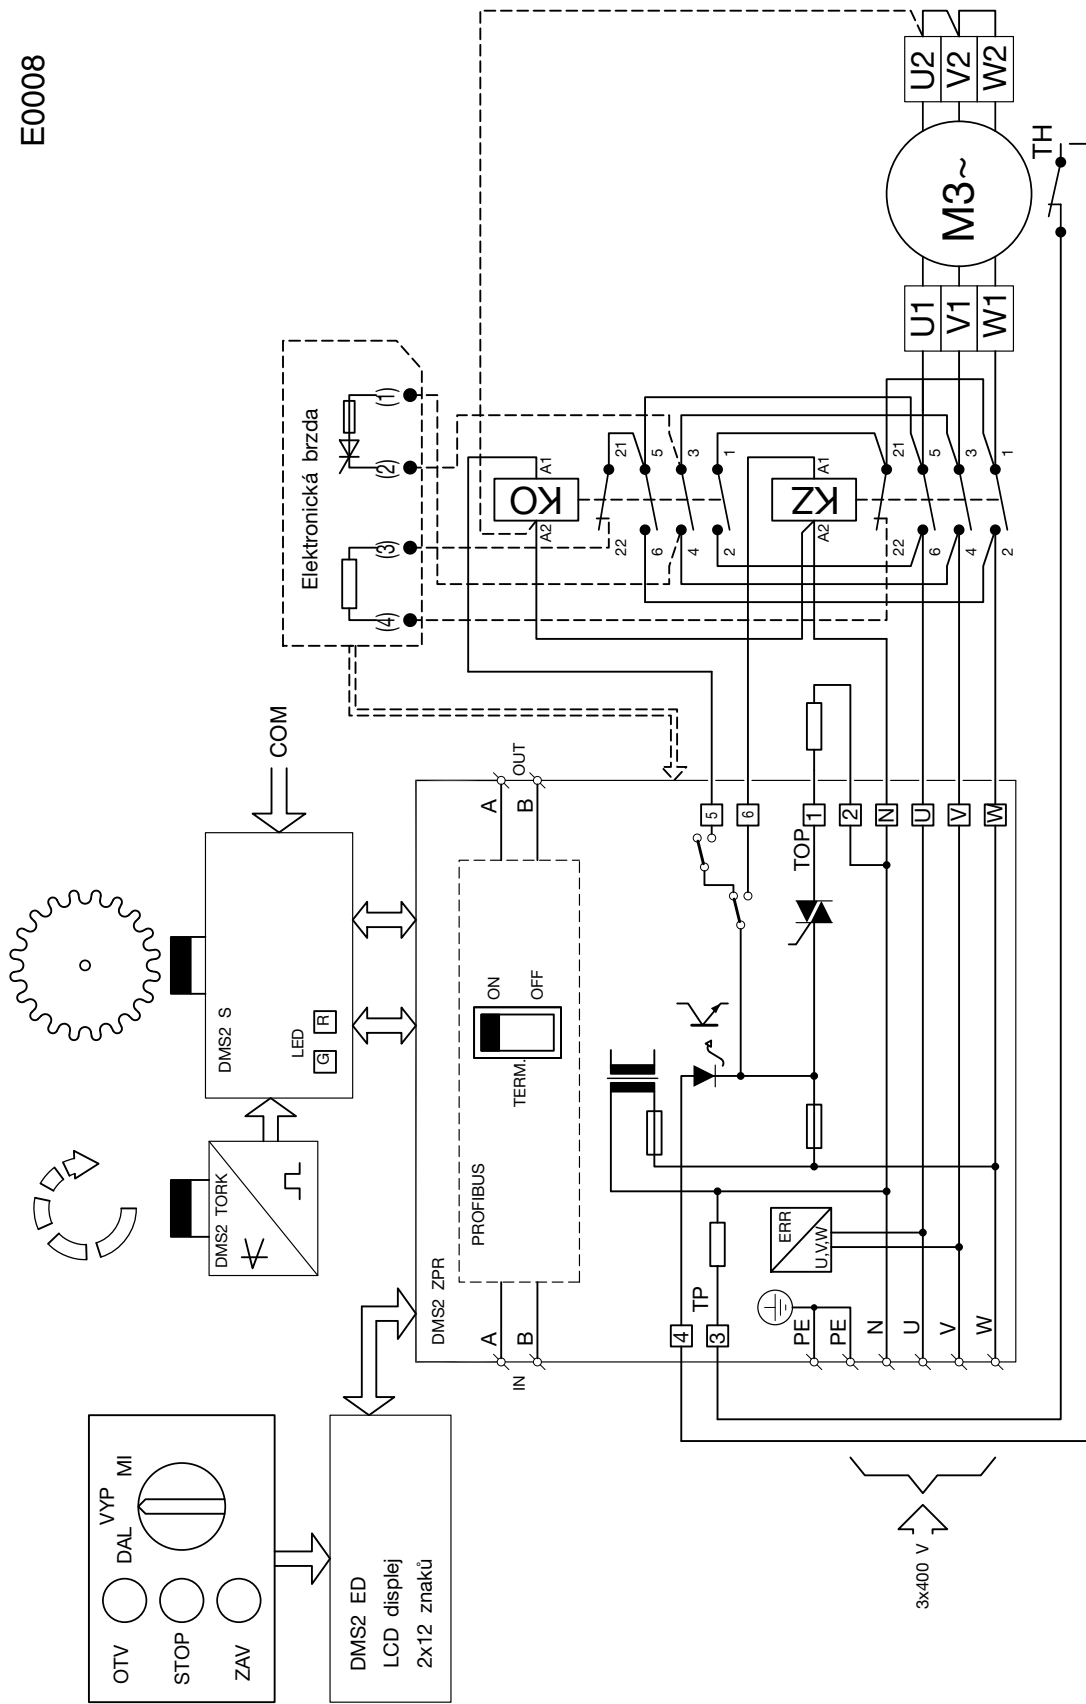 E0008
OTV
STOP
ZAV
DAL
VYP
MI
DMS2 ED
LCD displej
2x12 znaků
DMS2 TORK
DMS2 S
LED
G
R
COM
DMS2 ZPR
PROFIBUS
TERM.
ON
OFF
IN
A
B
A
B
OUT
Elektronická brzda
(4)
(3)
(2)
(1)
KO
A2
A1
22
21
6
5
4
3
2
1
KZ
A2
A1
22
21
6
5
4
3
2
1
4
3
TP
5
6
TOP
1
2
N
U
V
W
ERR
U,V,W
PE
PE
N
U
V
W
3x400 V
U1
V1
W1
M3~
U2
V2
W2
TH